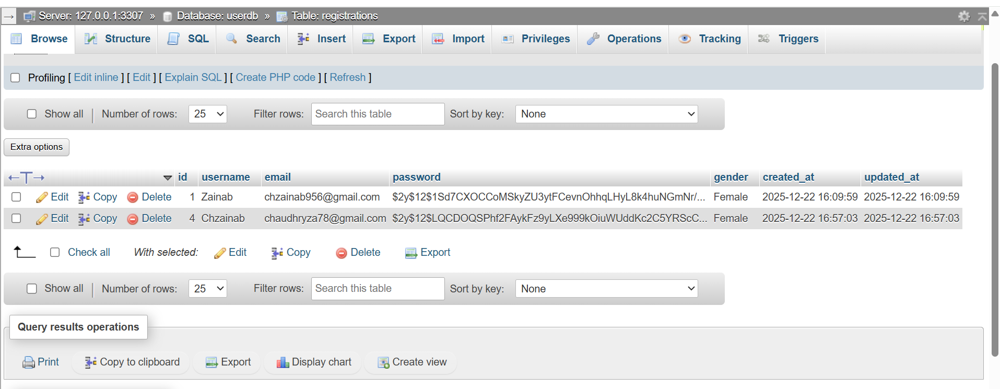 → Server: 127.0.0.1:3307 » Database: userdb » Table: registrations
Browse Structure SQL Search Insert Export Import Privileges Operations Tracking Triggers
Profiling [ Edit inline ] [ Edit ] [ Explain SQL ] [ Create PHP code ] [ Refresh ]
Show all | Number of rows: 25 Filter rows: Search this table Sort by key: None
Extra options
←T→ id username email password gender created_at updated_at
Edit Copy Delete 1 Zainab chzainab956@gmail.com $2y$12$1Sd7CXOCCoMSkyZU3ytFCevnOhhqLHyL8k4huNGmNr/... Female 2025-12-22 16:09:59 2025-12-22 16:09:59
Edit Copy Delete 4 Chzainab chaudhryza78@gmail.com $2y$12$LQCDOQSPhf2FAykFz9yLXe999kOiuWUddKc2C5YRScC... Female 2025-12-22 16:57:03 2025-12-22 16:57:03
Check all With selected: Edit Copy Delete Export
Show all | Number of rows: 25 Filter rows: Search this table Sort by key: None
Query results operations
Print Copy to clipboard Export Display chart Create view